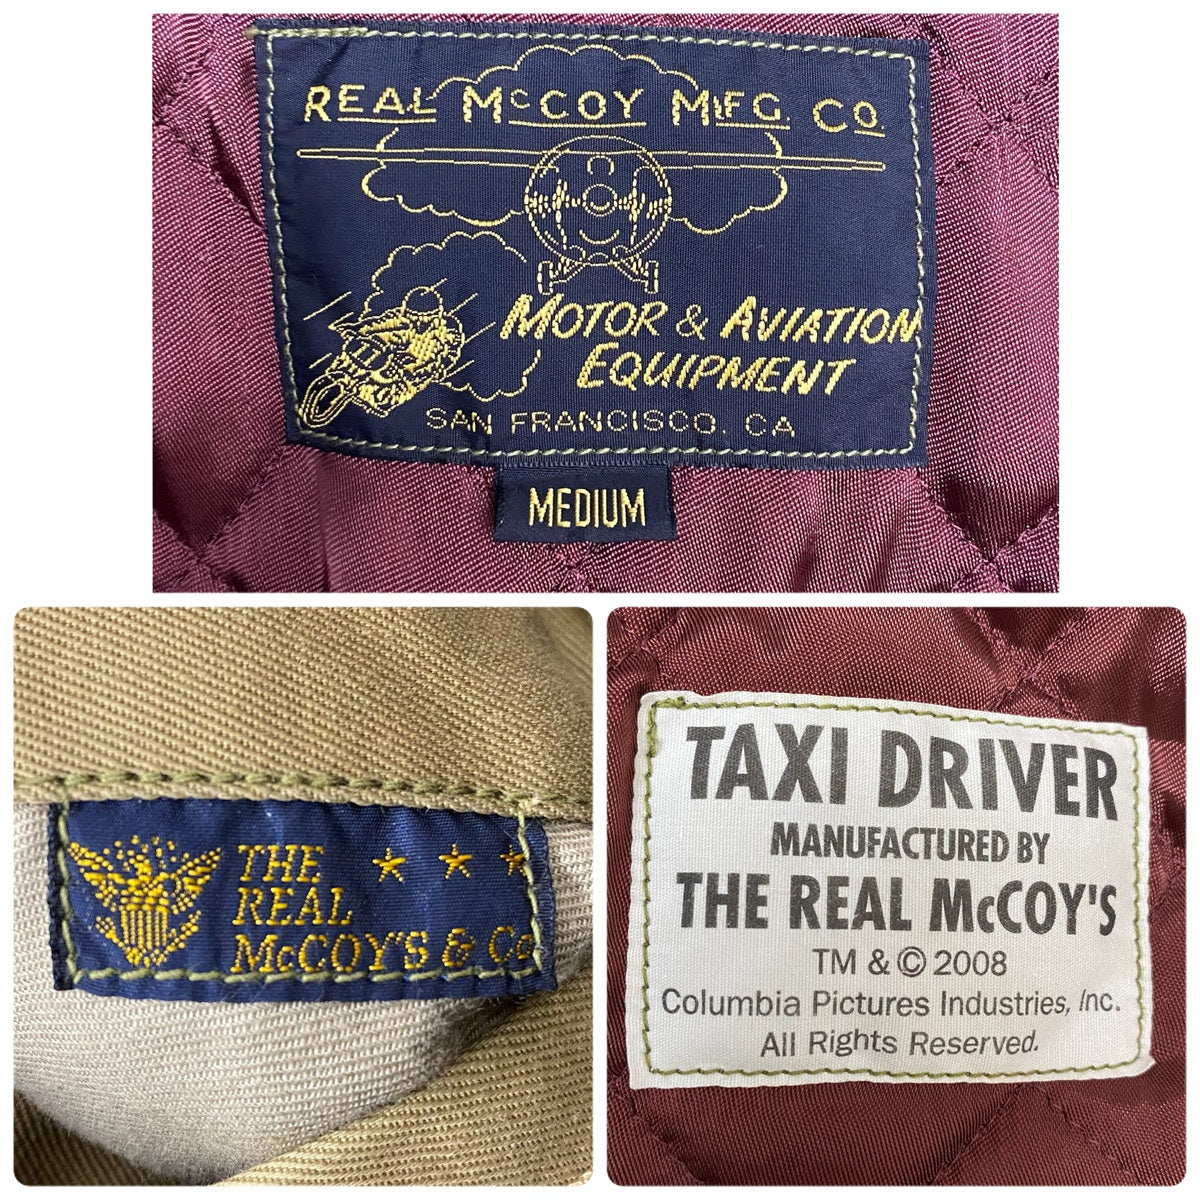 REAL McCOY MFG. CO.
MOTOR & AVIATION
EQUIPMENT
SAN FRANCISCO, CA
MEDIUM
THE
REAL
McCOY'S & Co
TAXI DRIVER
MANUFACTURED BY
THE REAL McCOY'S
TM & © 2008
Columbia Pictures Industries, Inc.
All Rights Reserved.